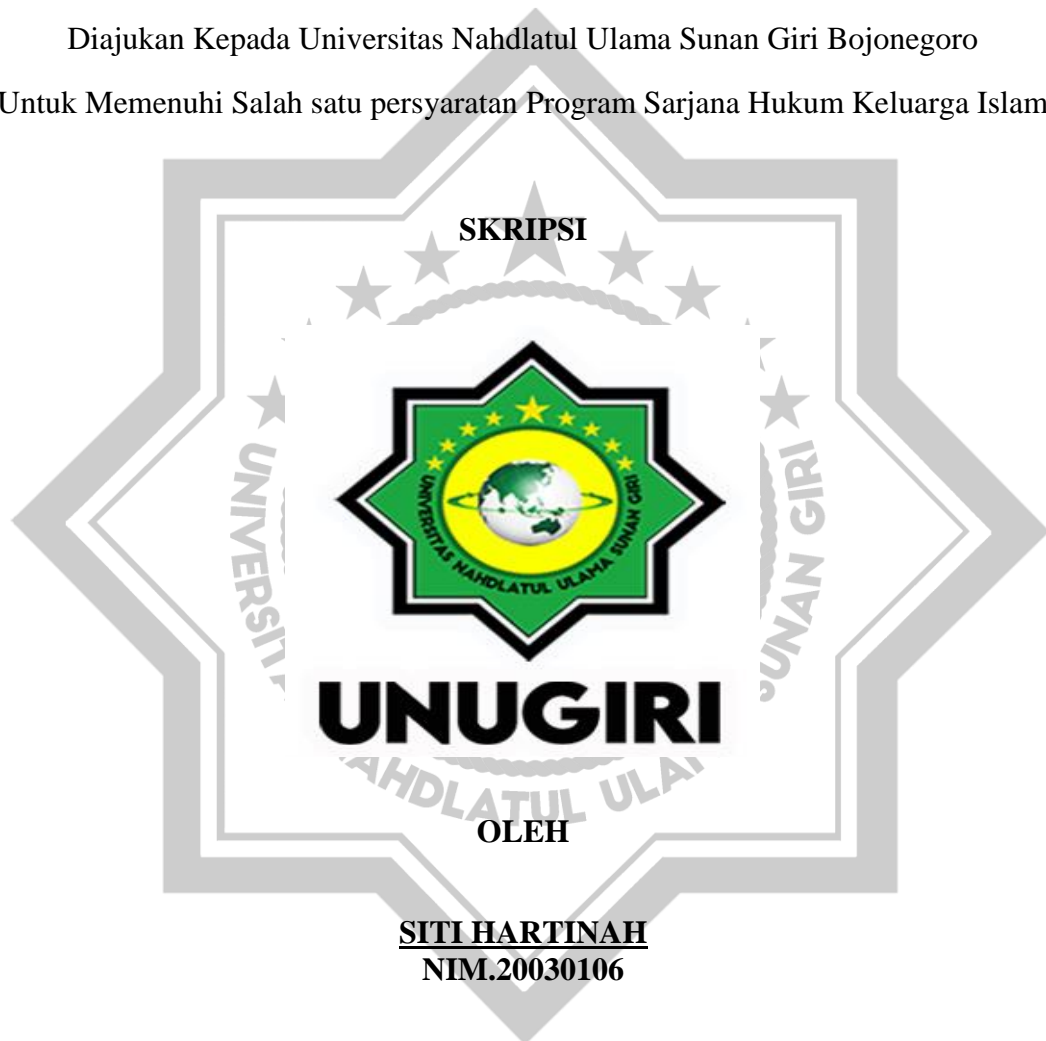 Diajukan Kepada Universitas Nahdlatul Ulama Sunan Giri Bojonegoro
Untuk Memenuhi Salah satu persyaratan Program Sarjana Hukum Keluarga Islam
SKRIPSI
UNIVERSITAS NAHDLATUL ULAMA SUNAN GIRI
UNUGIRI
OLEH
SITI HARTINAH
NIM.20030106